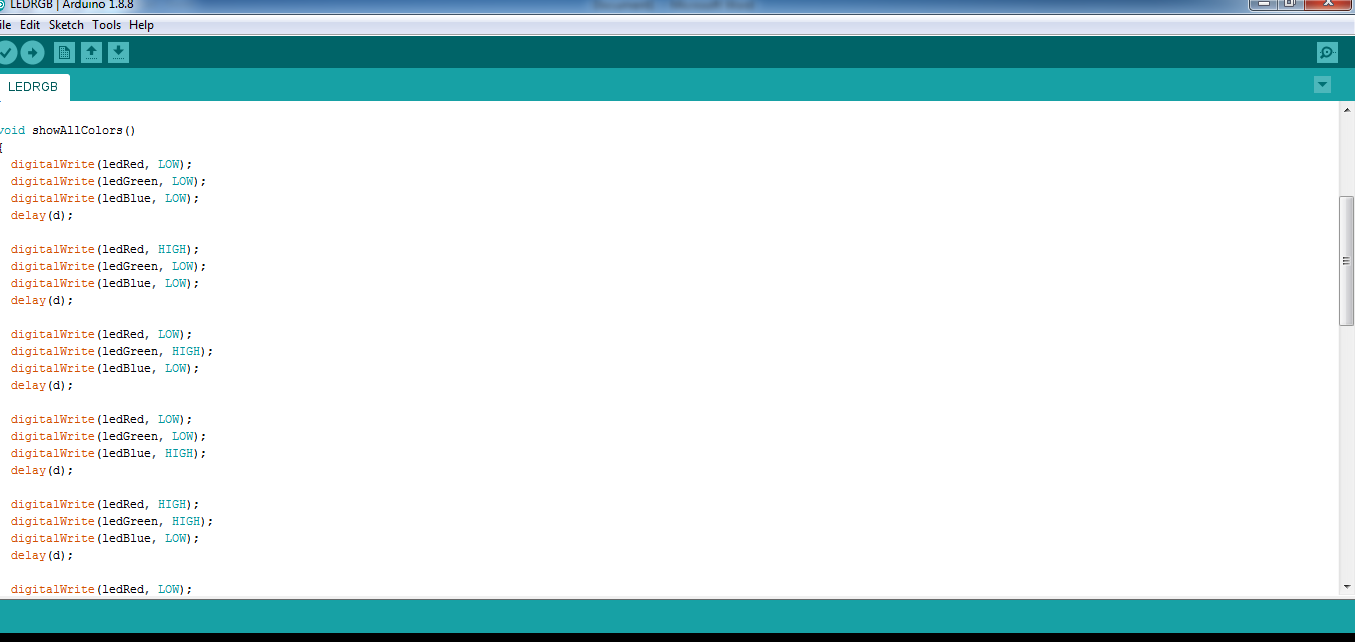 LEDRGB | Arduino 1.8.8
ile Edit Sketch Tools Help
LEDRGB
void showAllColors()
{
digitalWrite(ledRed, LOW);
digitalWrite(ledGreen, LOW);
digitalWrite(ledBlue, LOW);
delay(d);
digitalWrite(ledRed, HIGH);
digitalWrite(ledGreen, LOW);
digitalWrite(ledBlue, LOW);
delay(d);
digitalWrite(ledRed, LOW);
digitalWrite(ledGreen, HIGH);
digitalWrite(ledBlue, LOW);
delay(d);
digitalWrite(ledRed, LOW);
digitalWrite(ledGreen, LOW);
digitalWrite(ledBlue, HIGH);
delay(d);
digitalWrite(ledRed, HIGH);
digitalWrite(ledGreen, HIGH);
digitalWrite(ledBlue, LOW);
delay(d);
digitalWrite(ledRed, LOW);